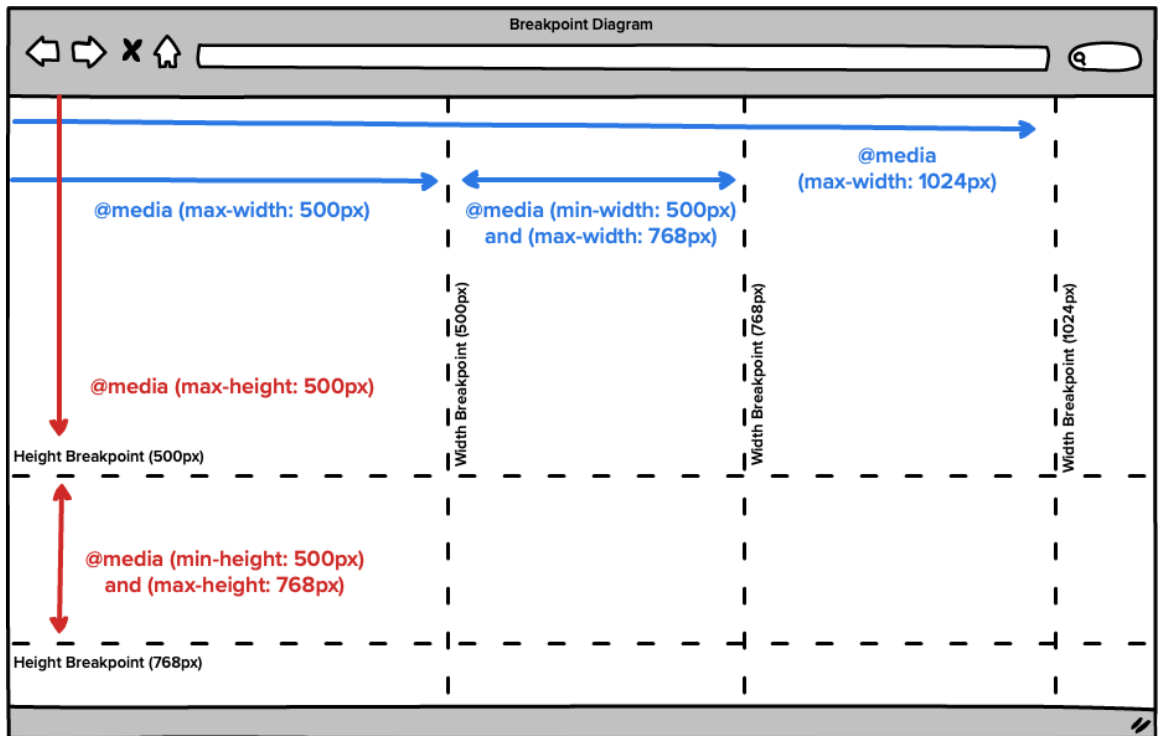 Breakpoint Diagram
@media
(max-width: 1024px)
@media (max-width: 500px)
@media (min-width: 500px)
and (max-width: 768px)
Width Breakpoint (500px)
Width Breakpoint (768px)
Width Breakpoint (1024px)
@media (max-height: 500px)
Height Breakpoint (500px)
@media (min-height: 500px)
and (max-height: 768px)
Height Breakpoint (768px)